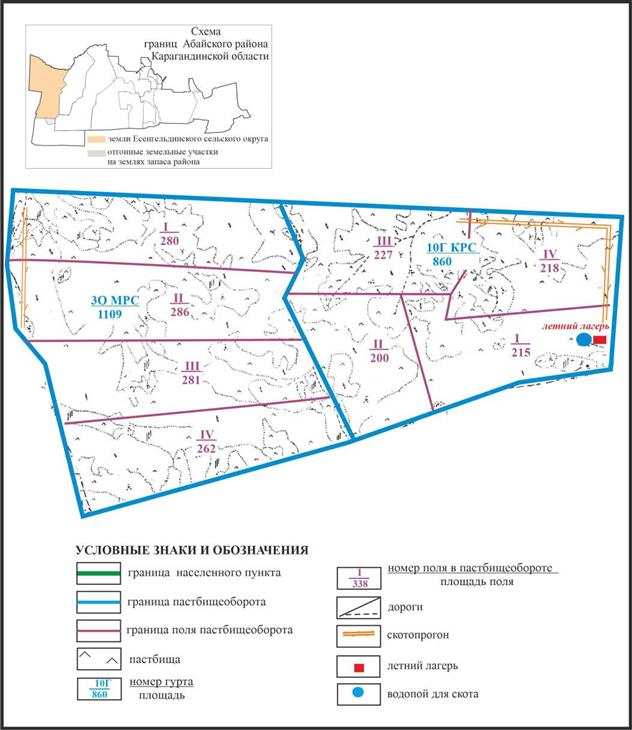 Схема
границ Абайского района
Карагандинской области
земли Есенгельдинского сельского округа
отгонные земельные участки
на землях запаса района
I
280
III
227
10Г КРС
860
IV
218
3О МРС
1109
II
286
летний лагерь
I
215
II
200
III
281
IV
262
УСЛОВНЫЕ ЗНАКИ И ОБОЗНАЧЕНИЯ
граница населенного пункта
граница пастбищеоборота
граница поля пастбищеоборота
пастбища
10Г
860
номер гурта
площадь
I
338
номер поля в пастбищеобороте
площадь поля
дороги
скотопрогон
летний лагерь
водопой для скота